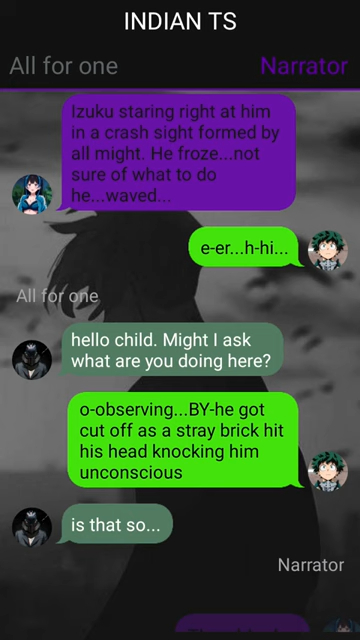 INDIAN TS
All for one
Narrator
Izuku staring right at him
in a crash sight formed by
all might. He froze...not
sure of what to do
he...waved...
e-er...h-hi...
All for one
hello child. Might I ask
what are you doing here?
o-observing...BY-he got
cut off as a stray brick hit
his head knocking him
unconscious
is that so...
Narrator